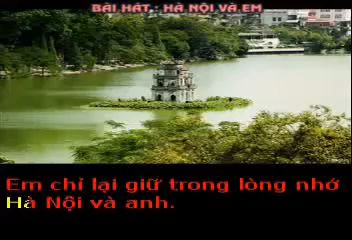 BÀI HÁT : HÀ NỘI VÀ EM
Em chỉ lại giữ trong lòng nhớ
Hà Nội và anh.